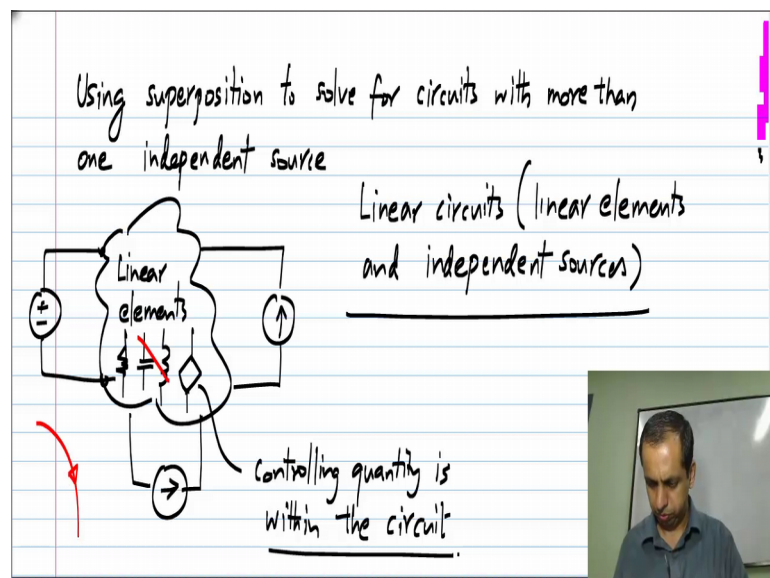 Using superposition to solve for circuits with more than
one independent source
Linear circuits (linear elements
and independent sources)
Linear
elements
controlling quantity is
within the circuit.